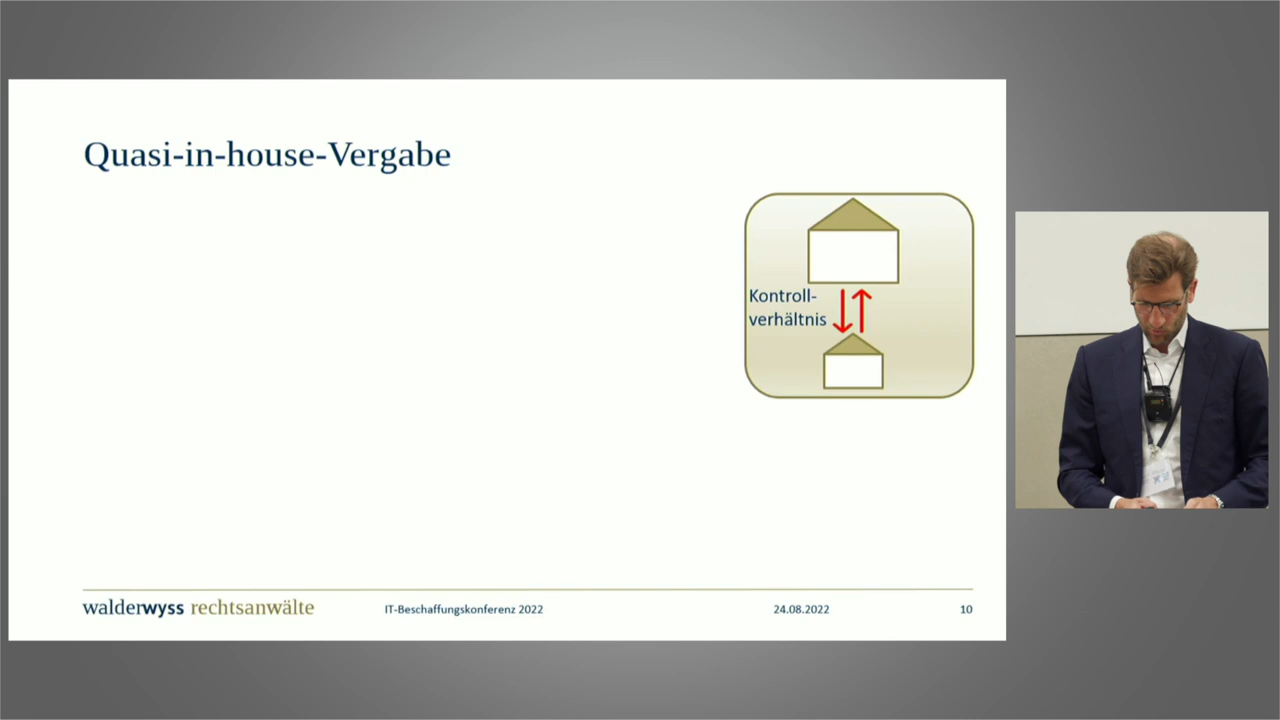 Quasi-in-house-Vergabe
Kontroll-
verhältnis
walderwyss rechtsanwälte
IT-Beschaffungskonferenz 2022
24.08.2022
10